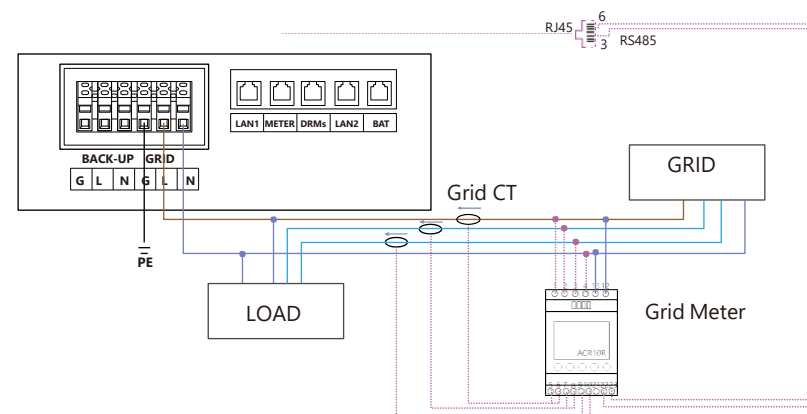 6
RJ45
3 RS485
LAN1 METER DRMs LAN2 BAT
BACK-UP GRID
G L N G L N
PE
Grid CT
GRID
LOAD
Grid Meter
ACR10R